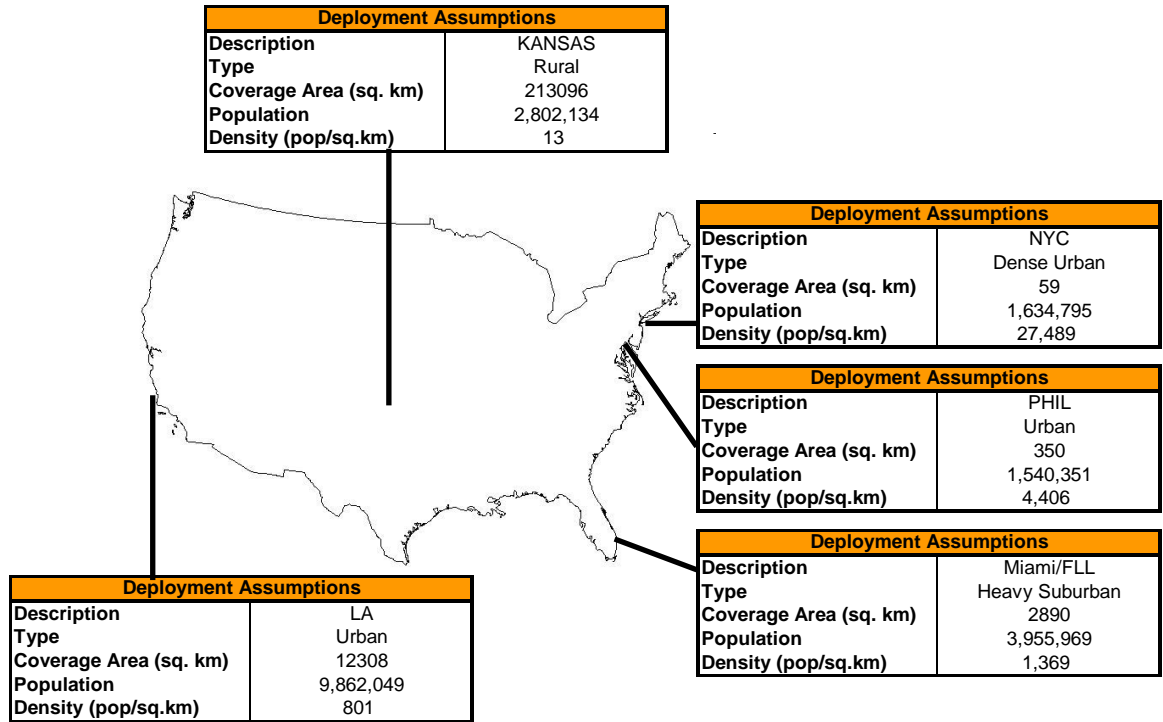 Deployment Assumptions
Description KANSAS
Type Rural
Coverage Area (sq. km) 213096
Population 2,802,134
Density (pop/sq.km) 13
Deployment Assumptions
Description NYC
Type Dense Urban
Coverage Area (sq. km) 59
Population 1,634,795
Density (pop/sq.km) 27,489
Deployment Assumptions
Description PHIL
Type Urban
Coverage Area (sq. km) 350
Population 1,540,351
Density (pop/sq.km) 4,406
Deployment Assumptions
Description Miami/FLL
Type Heavy Suburban
Coverage Area (sq. km) 2890
Population 3,955,969
Density (pop/sq.km) 1,369
Deployment Assumptions
Description LA
Type Urban
Coverage Area (sq. km) 12308
Population 9,862,049
Density (pop/sq.km) 801